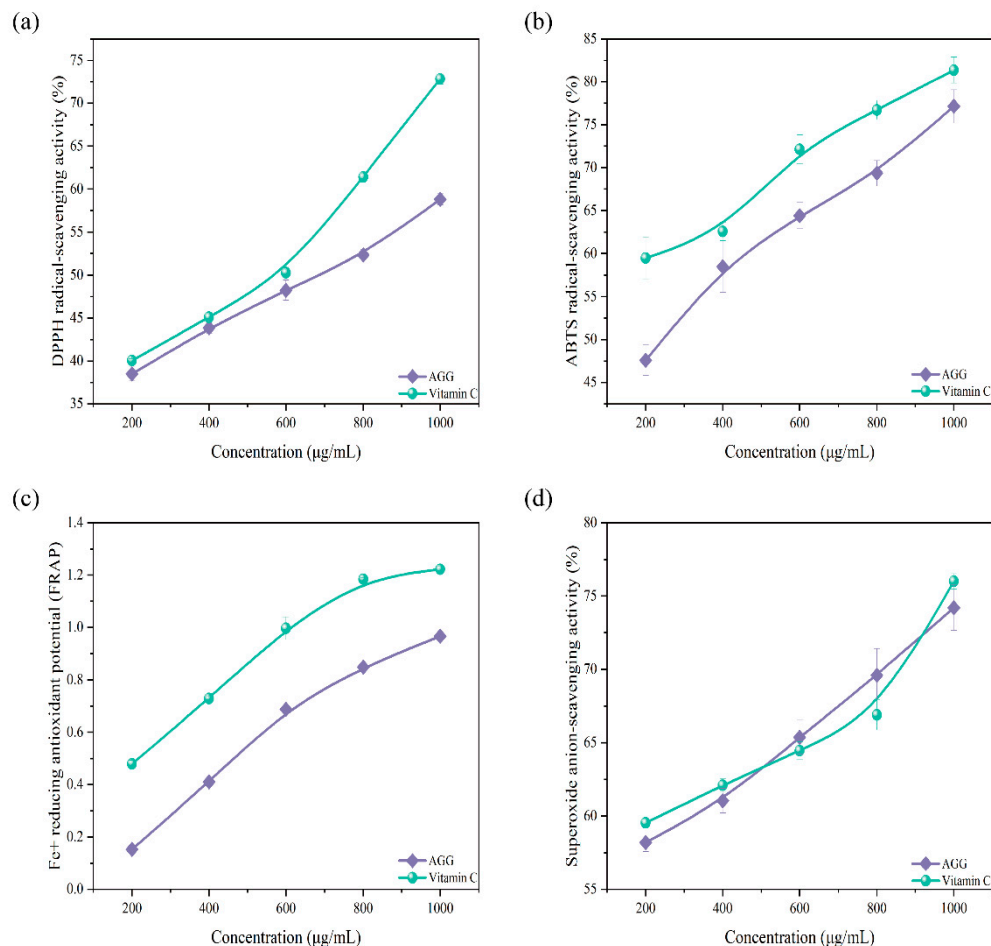 (a)
DPPH radical-scavenging activity (%)
75
70
65
60
55
50
45
40
35
200 400 600 800 1000
Concentration (μg/mL)
AGG
Vitamin C
(b)
ABTS radical-scavenging activity (%)
85
80
75
70
65
60
55
50
45
200 400 600 800 1000
Concentration (μg/mL)
AGG
Vitamin C
(c)
Fe+ reducing antioxidant potential (FRAP)
1.4
1.2
1.0
0.8
0.6
0.4
0.2
0.0
200 400 600 800 1000
Concentration (μg/mL)
AGG
Vitamin C
(d)
Superoxide anion-scavenging activity (%)
80
75
70
65
60
55
200 400 600 800 1000
Concentration (μg/mL)
AGG
Vitamin C